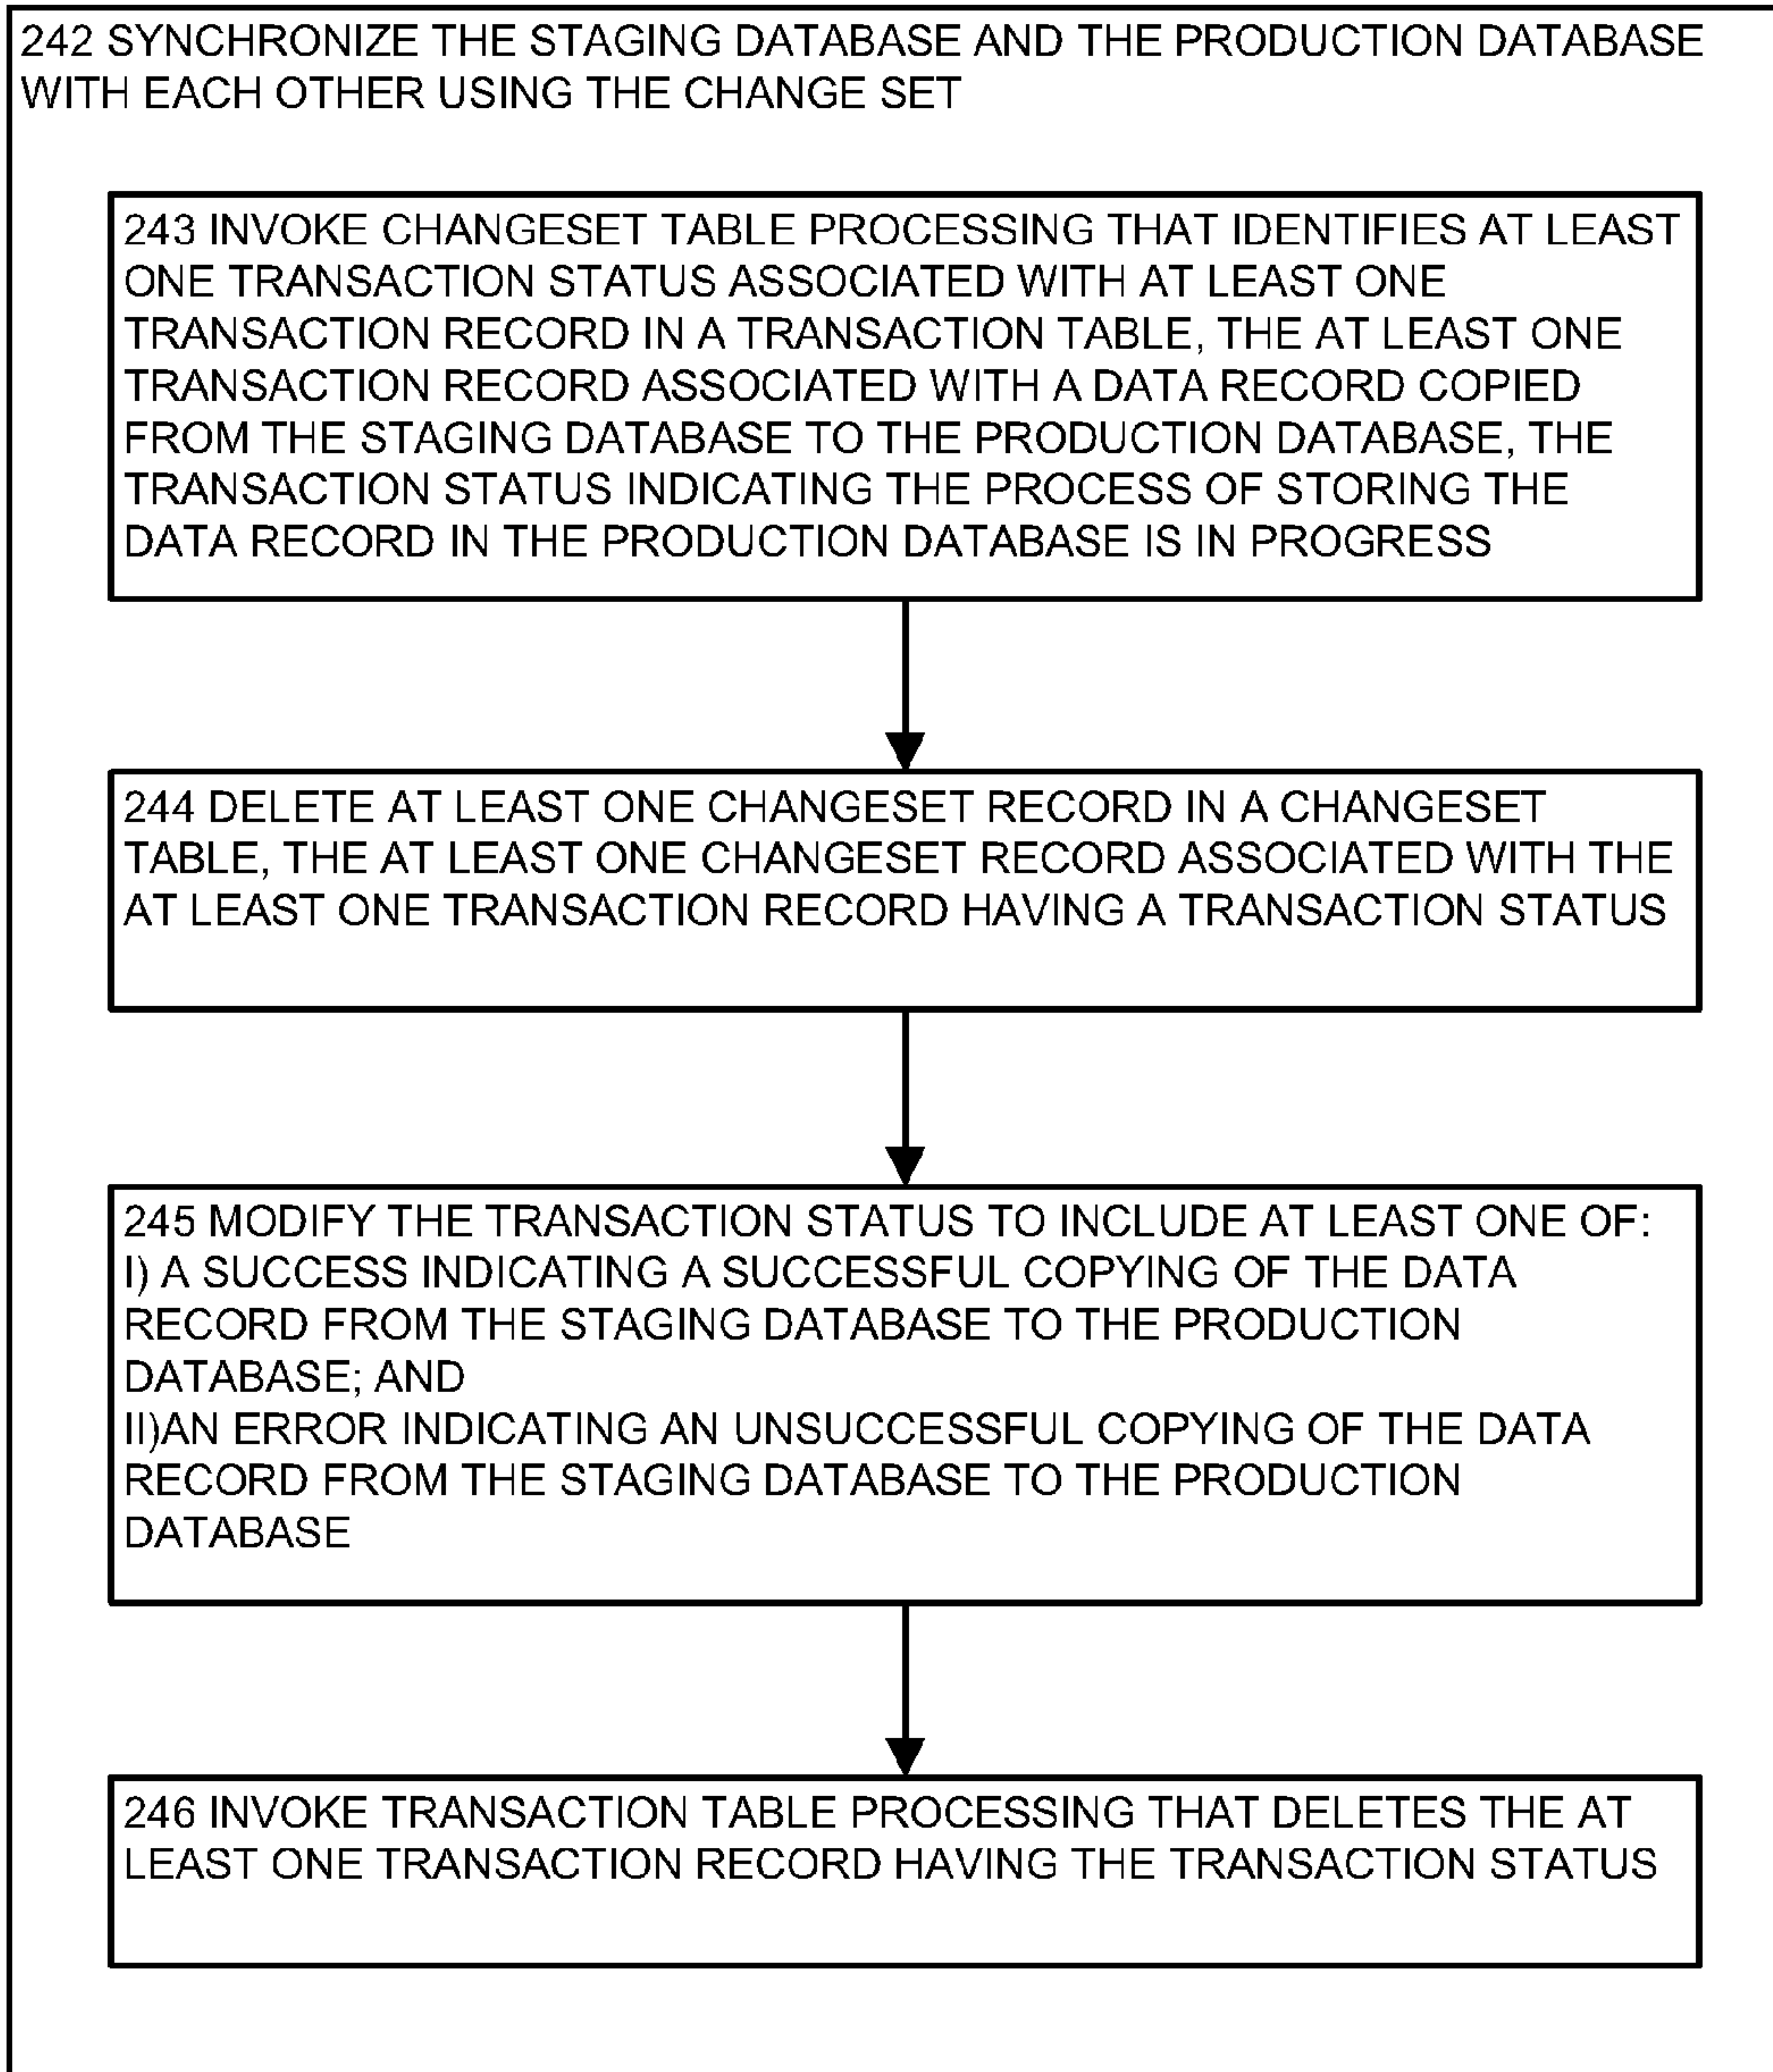 242 SYNCHRONIZE THE STAGING DATABASE AND THE PRODUCTION DATABASE
WITH EACH OTHER USING THE CHANGE SET
243 INVOKE CHANGESET TABLE PROCESSING THAT IDENTIFIES AT LEAST
ONE TRANSACTION STATUS ASSOCIATED WITH AT LEAST ONE
TRANSACTION RECORD IN A TRANSACTION TABLE, THE AT LEAST ONE
TRANSACTION RECORD ASSOCIATED WITH A DATA RECORD COPIED
FROM THE STAGING DATABASE TO THE PRODUCTION DATABASE, THE
TRANSACTION STATUS INDICATING THE PROCESS OF STORING THE
DATA RECORD IN THE PRODUCTION DATABASE IS IN PROGRESS
244 DELETE AT LEAST ONE CHANGESET RECORD IN A CHANGESET
TABLE, THE AT LEAST ONE CHANGESET RECORD ASSOCIATED WITH THE
AT LEAST ONE TRANSACTION RECORD HAVING A TRANSACTION STATUS
245 MODIFY THE TRANSACTION STATUS TO INCLUDE AT LEAST ONE OF:
I) A SUCCESS INDICATING A SUCCESSFUL COPYING OF THE DATA
RECORD FROM THE STAGING DATABASE TO THE PRODUCTION
DATABASE; AND
II)AN ERROR INDICATING AN UNSUCCESSFUL COPYING OF THE DATA
RECORD FROM THE STAGING DATABASE TO THE PRODUCTION
DATABASE
246 INVOKE TRANSACTION TABLE PROCESSING THAT DELETES THE AT
LEAST ONE TRANSACTION RECORD HAVING THE TRANSACTION STATUS